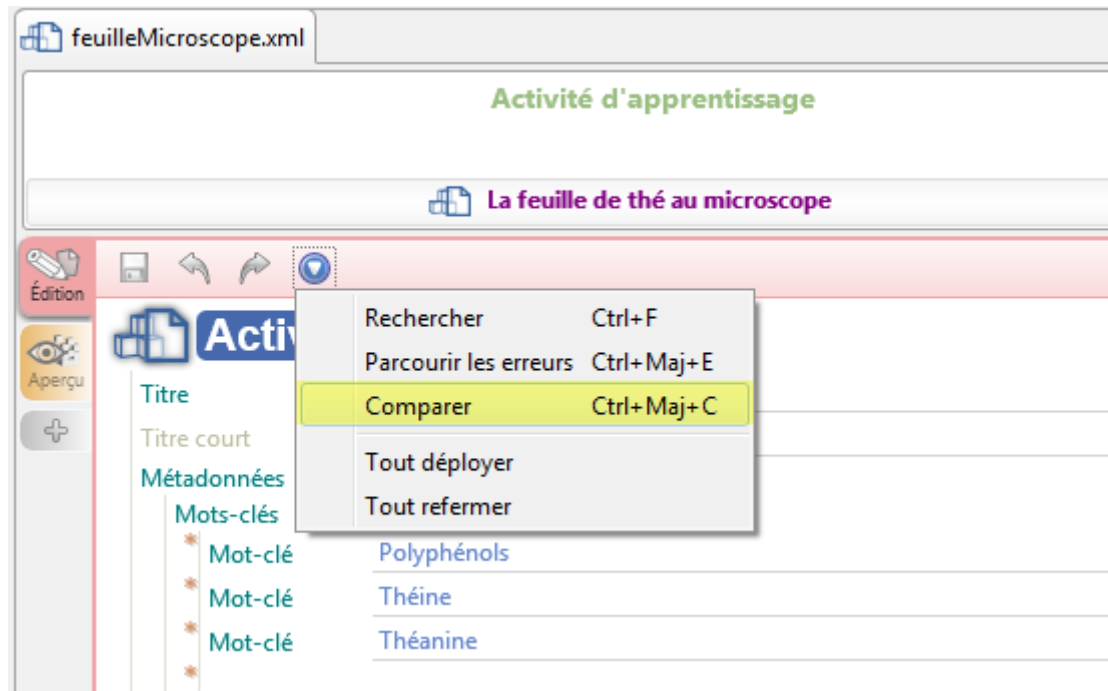 feuilleMicroscope.xml
Activité d'apprentissage
La feuille de thé au microscope
Édition
Aperçu
Activ
Rechercher Ctrl+F
Parcourir les erreurs Ctrl+Maj+E
Comparer Ctrl+Maj+C
Tout déployer
Tout refermer
Titre
Titre court
Métadonnées
Mots-clés
Mot-clé Polyphénols
Mot-clé Théine
Mot-clé Théanine